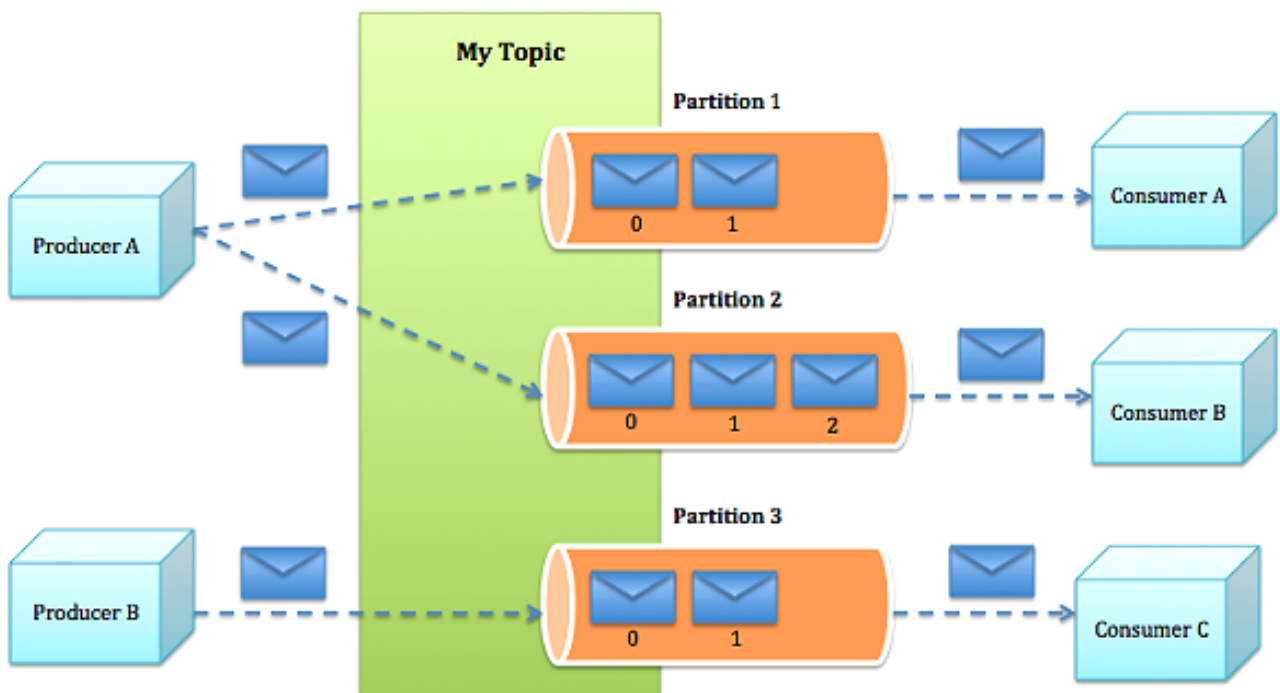 My Topic
Partition 1
0 1
Producer A
Consumer A
Partition 2
0 1 2
Consumer B
Partition 3
0 1
Producer B
Consumer C